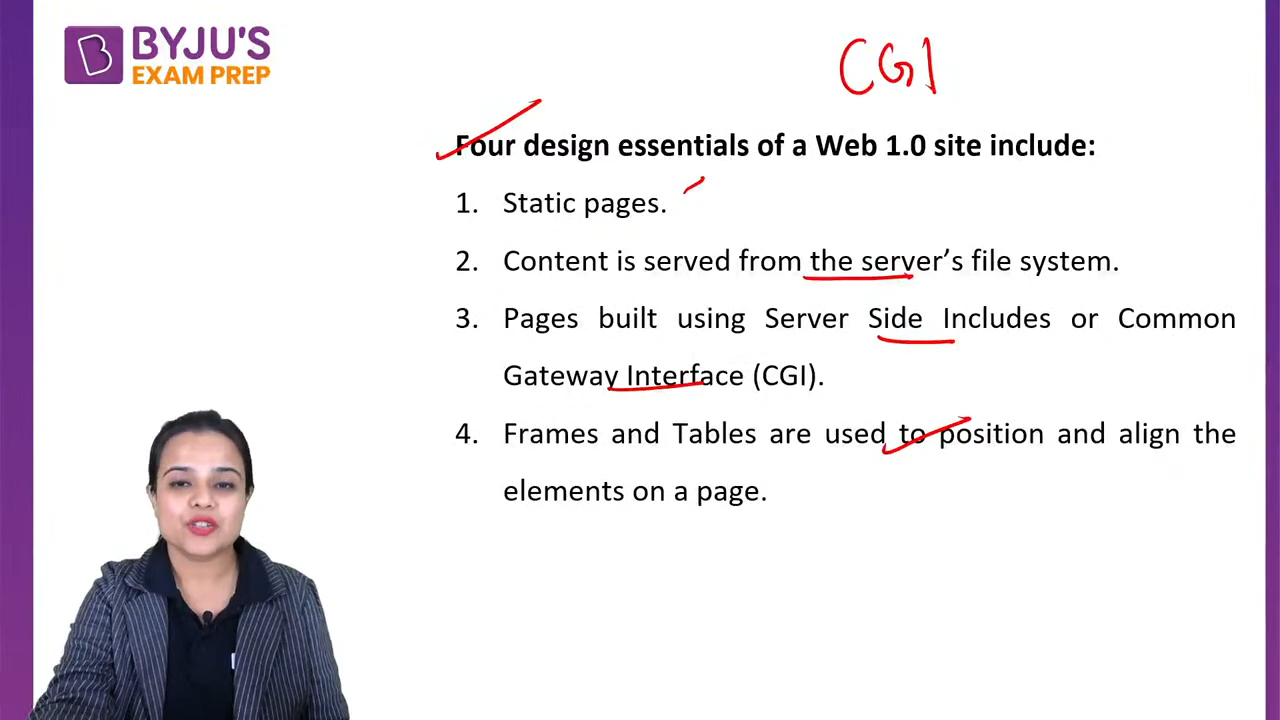 BYJU'S
EXAM PREP
CGI
Four design essentials of a Web 1.0 site include:
1. Static pages.
2. Content is served from the server’s file system.
3. Pages built using Server Side Includes or Common
Gateway Interface (CGI).
4. Frames and Tables are used to position and align the
elements on a page.